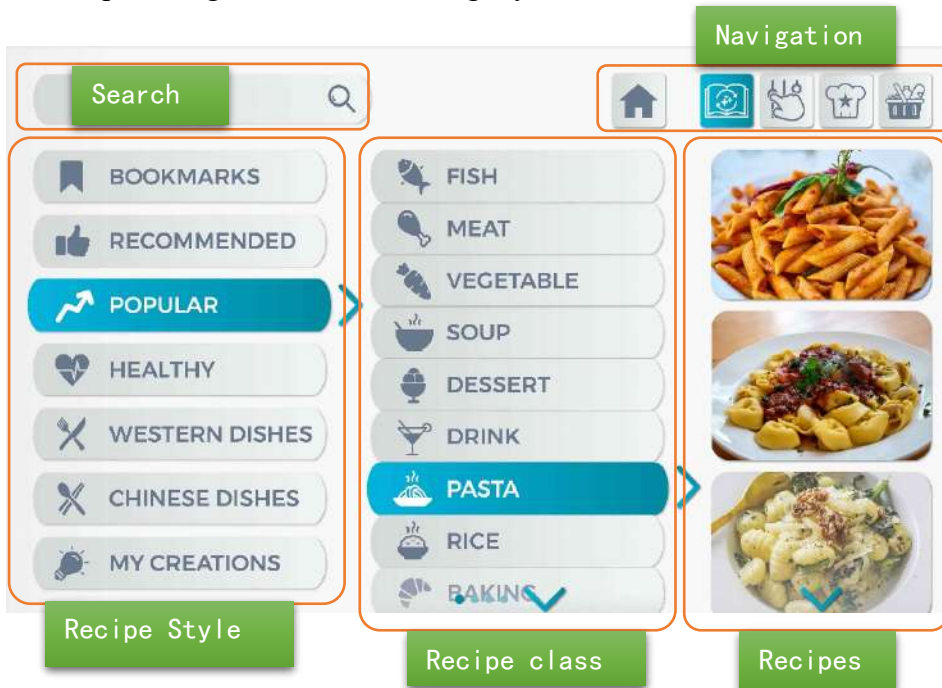 Navigation
Search
BOOKMARKS
RECOMMENDED
POPULAR
HEALTHY
WESTERN DISHES
CHINESE DISHES
MY CREATIONS
FISH
MEAT
VEGETABLE
SOUP
DESSERT
DRINK
PASTA
RICE
BAKING
Recipe Style
Recipe class
Recipes